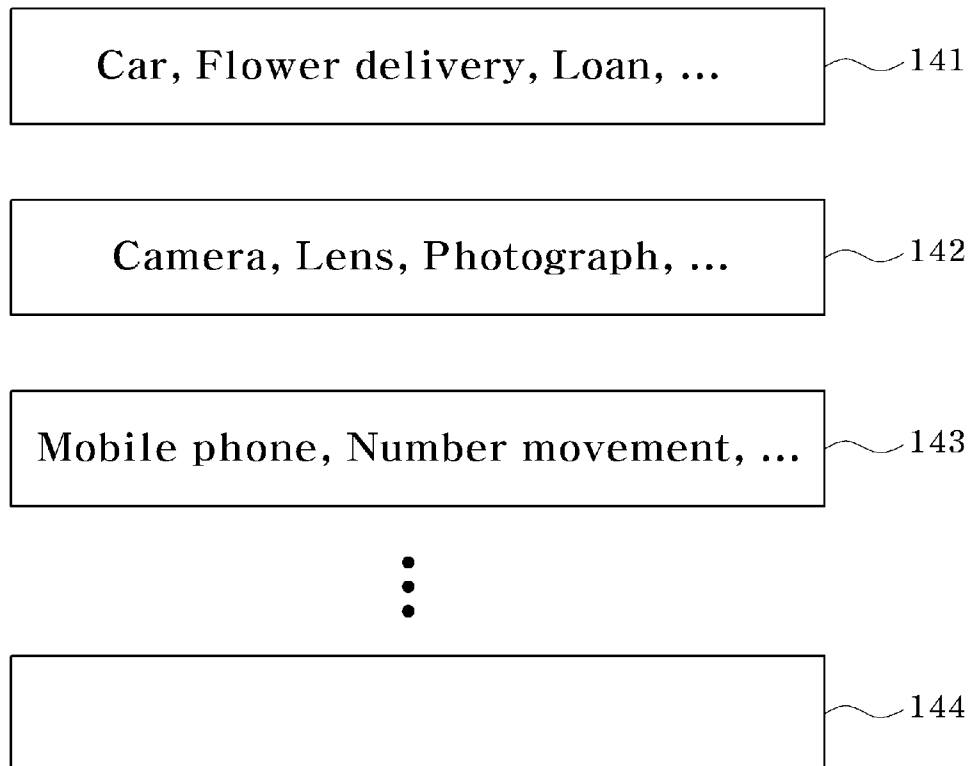 Car, Flower delivery, Loan, ... 141
Camera, Lens, Photograph, ... 142
Mobile phone, Number movement, ... 143
144